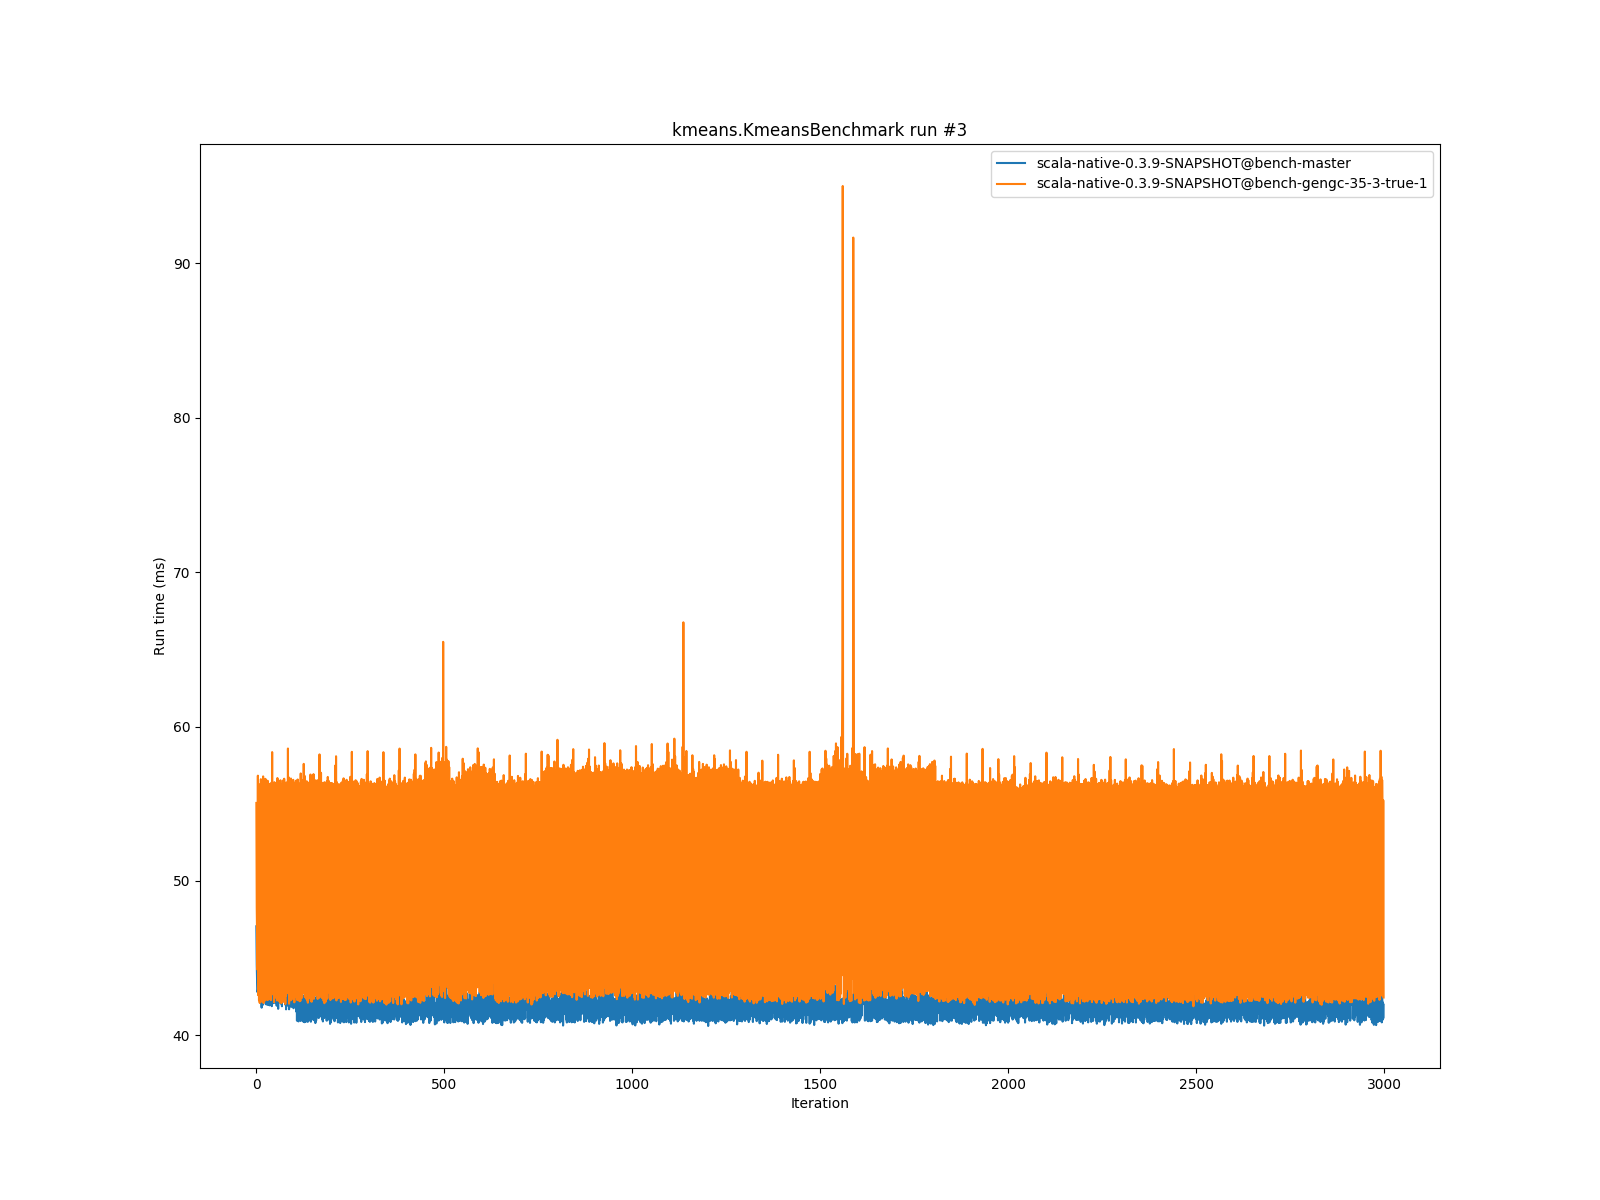 kmeans.KmeansBenchmark run #3
scala-native-0.3.9-SNAPSHOT@bench-master
scala-native-0.3.9-SNAPSHOT@bench-gengc-35-3-true-1
90
80
70
60
50
40
Run time (ms)
0 500 1000 1500 2000 2500 3000
Iteration